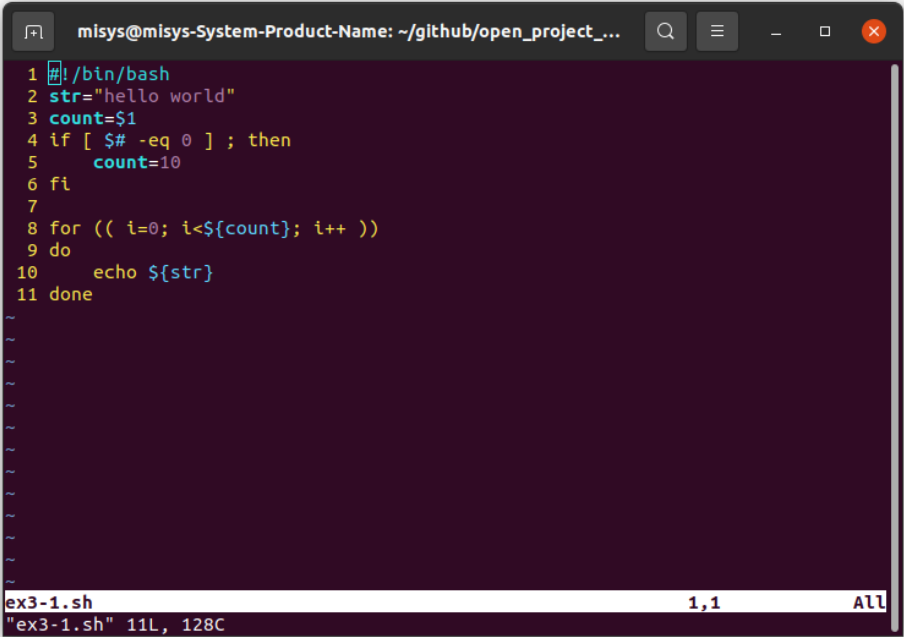 misys@misys-System-Product-Name: ~/github/open_project_...
1 #!/bin/bash
2 str="hello world"
3 count=$1
4 if [ $# -eq 0 ] ; then
5     count=10
6 fi
7
8 for (( i=0; i<${count}; i++ ))
9 do
10     echo ${str}
11 done
~
~
~
~
~
~
~
~
~
~
~
~
~
ex3-1.sh 1,1 All
"ex3-1.sh" 11L, 128C